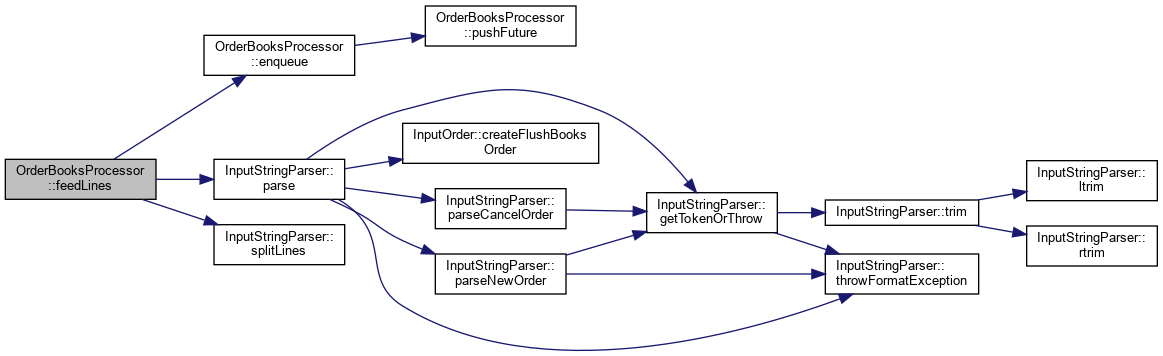 OrderBooksProcessor
::feedLines
OrderBooksProcessor
::enqueue
OrderBooksProcessor
::pushFuture
InputStringParser::
parse
InputStringParser::
splitLines
InputOrder::createFlushBooks
Order
InputStringParser::
parseCancelOrder
InputStringParser::
parseNewOrder
InputStringParser::
getTokenOrThrow
InputStringParser::trim
InputStringParser::
throwFormatException
InputStringParser::
ltrim
InputStringParser::
rtrim